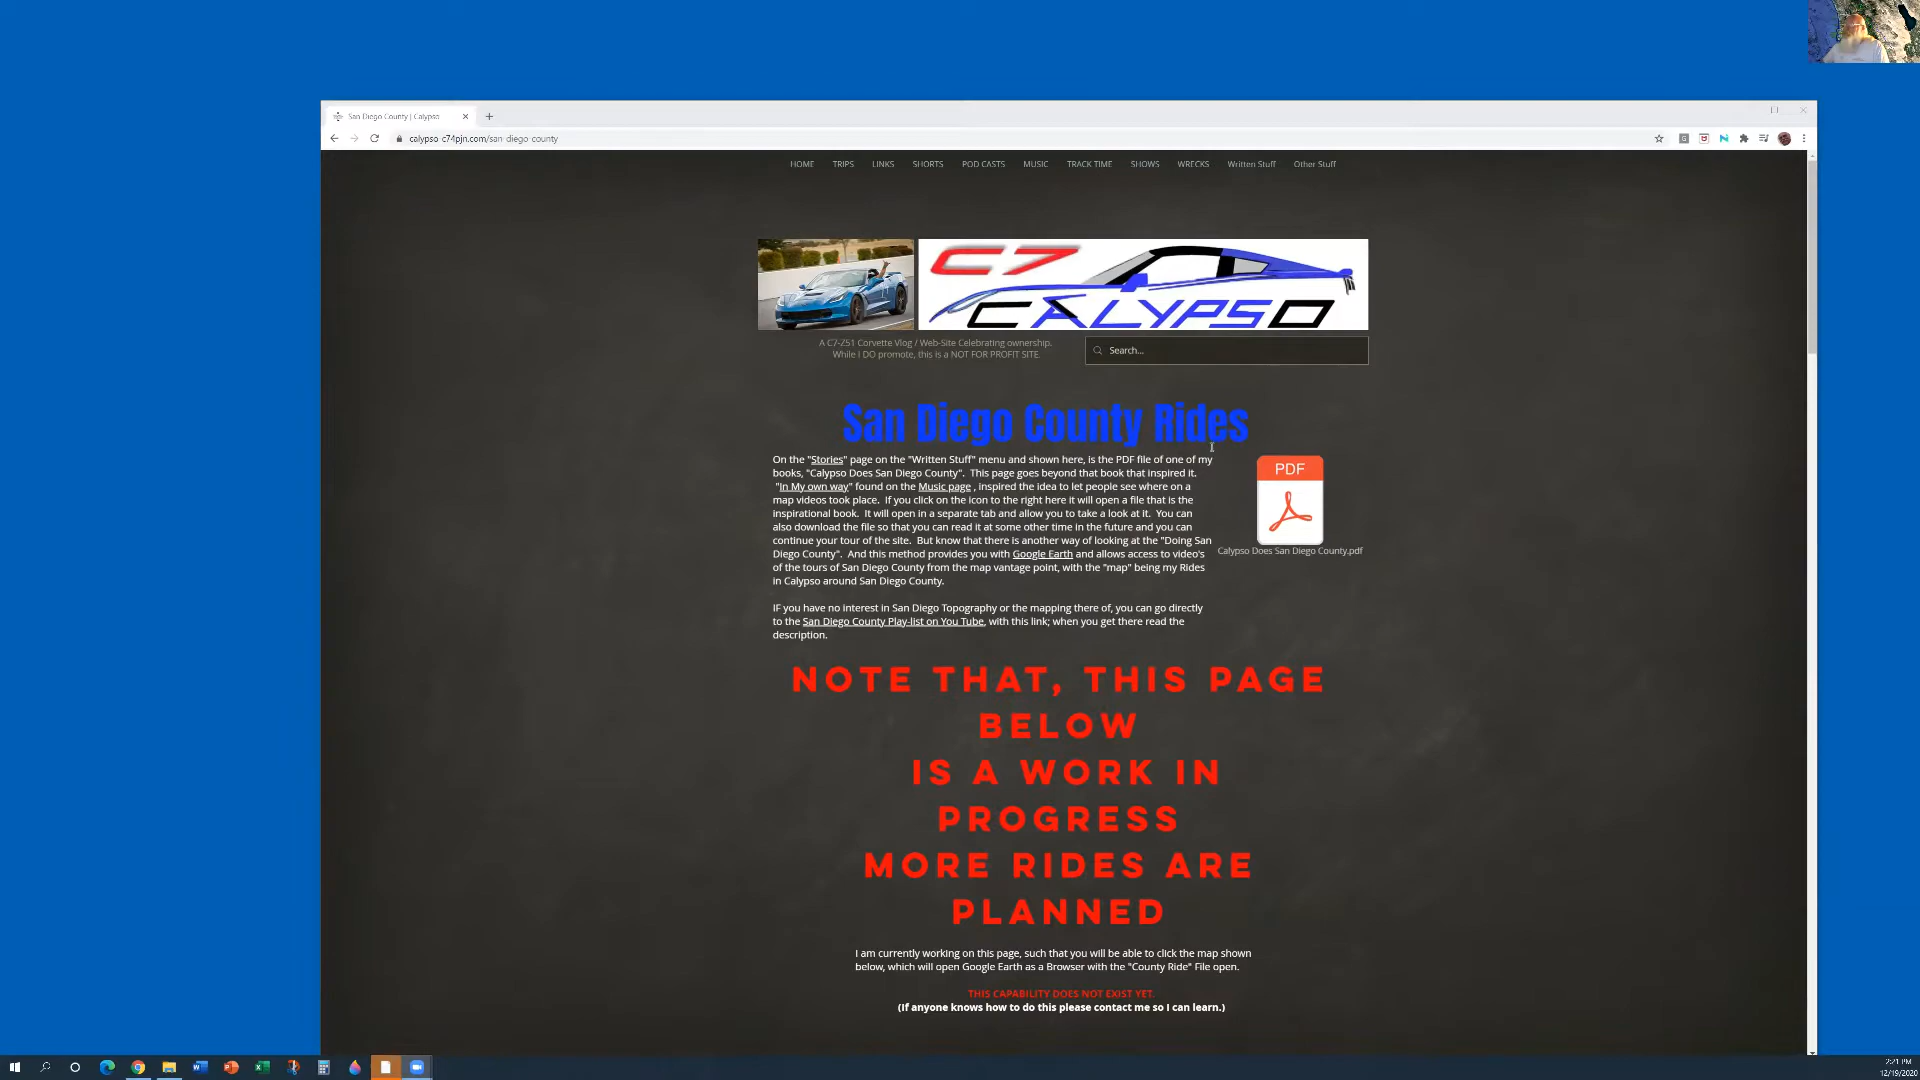 San Diego County | Calypso
calypso-c74pjn.com/san-diego-county
HOME TRIPS LINKS SHORTS POD CASTS MUSIC TRACK TIME SHOWS WRECKS Written Stuff Other Stuff
C7
CALYPSO
A C7-Z51 Corvette Vlog / Web-Site Celebrating ownership.
While I DO promote, this is a NOT FOR PROFIT SITE.
Search...
San Diego County Rides
On the "Stories" page on the "Written Stuff" menu and shown here, is the PDF file of one of my
books, "Calypso Does San Diego County". This page goes beyond that book that inspired it.
"In My own way" found on the Music page , inspired the idea to let people see where on a
map videos took place. If you click on the icon to the right here it will open a file that is the
inspirational book. It will open in a separate tab and allow you to take a look at it. You can
also download the file so that you can read it at some other time in the future and you can
continue your tour of the site. But know that there is another way of looking at the "Doing San
Diego County". And this method provides you with Google Earth and allows access to video's
of the tours of San Diego County from the map vantage point, with the "map" being my Rides
in Calypso around San Diego County.
PDF
Calypso Does San Diego County.pdf
IF you have no interest in San Diego Topography or the mapping there of, you can go directly
to the San Diego County Play-list on You Tube, with this link; when you get there read the
description.
NOTE THAT, THIS PAGE
BELOW
IS A WORK IN
PROGRESS
MORE RIDES ARE
PLANNED
I am currently working on this page, such that you will be able to click the map shown
below, which will open Google Earth as a Browser with the "County Ride" File open.
THIS CAPABILITY DOES NOT EXIST YET.
(If anyone knows how to do this please contact me so I can learn.)
2:21 PM
12/19/2020